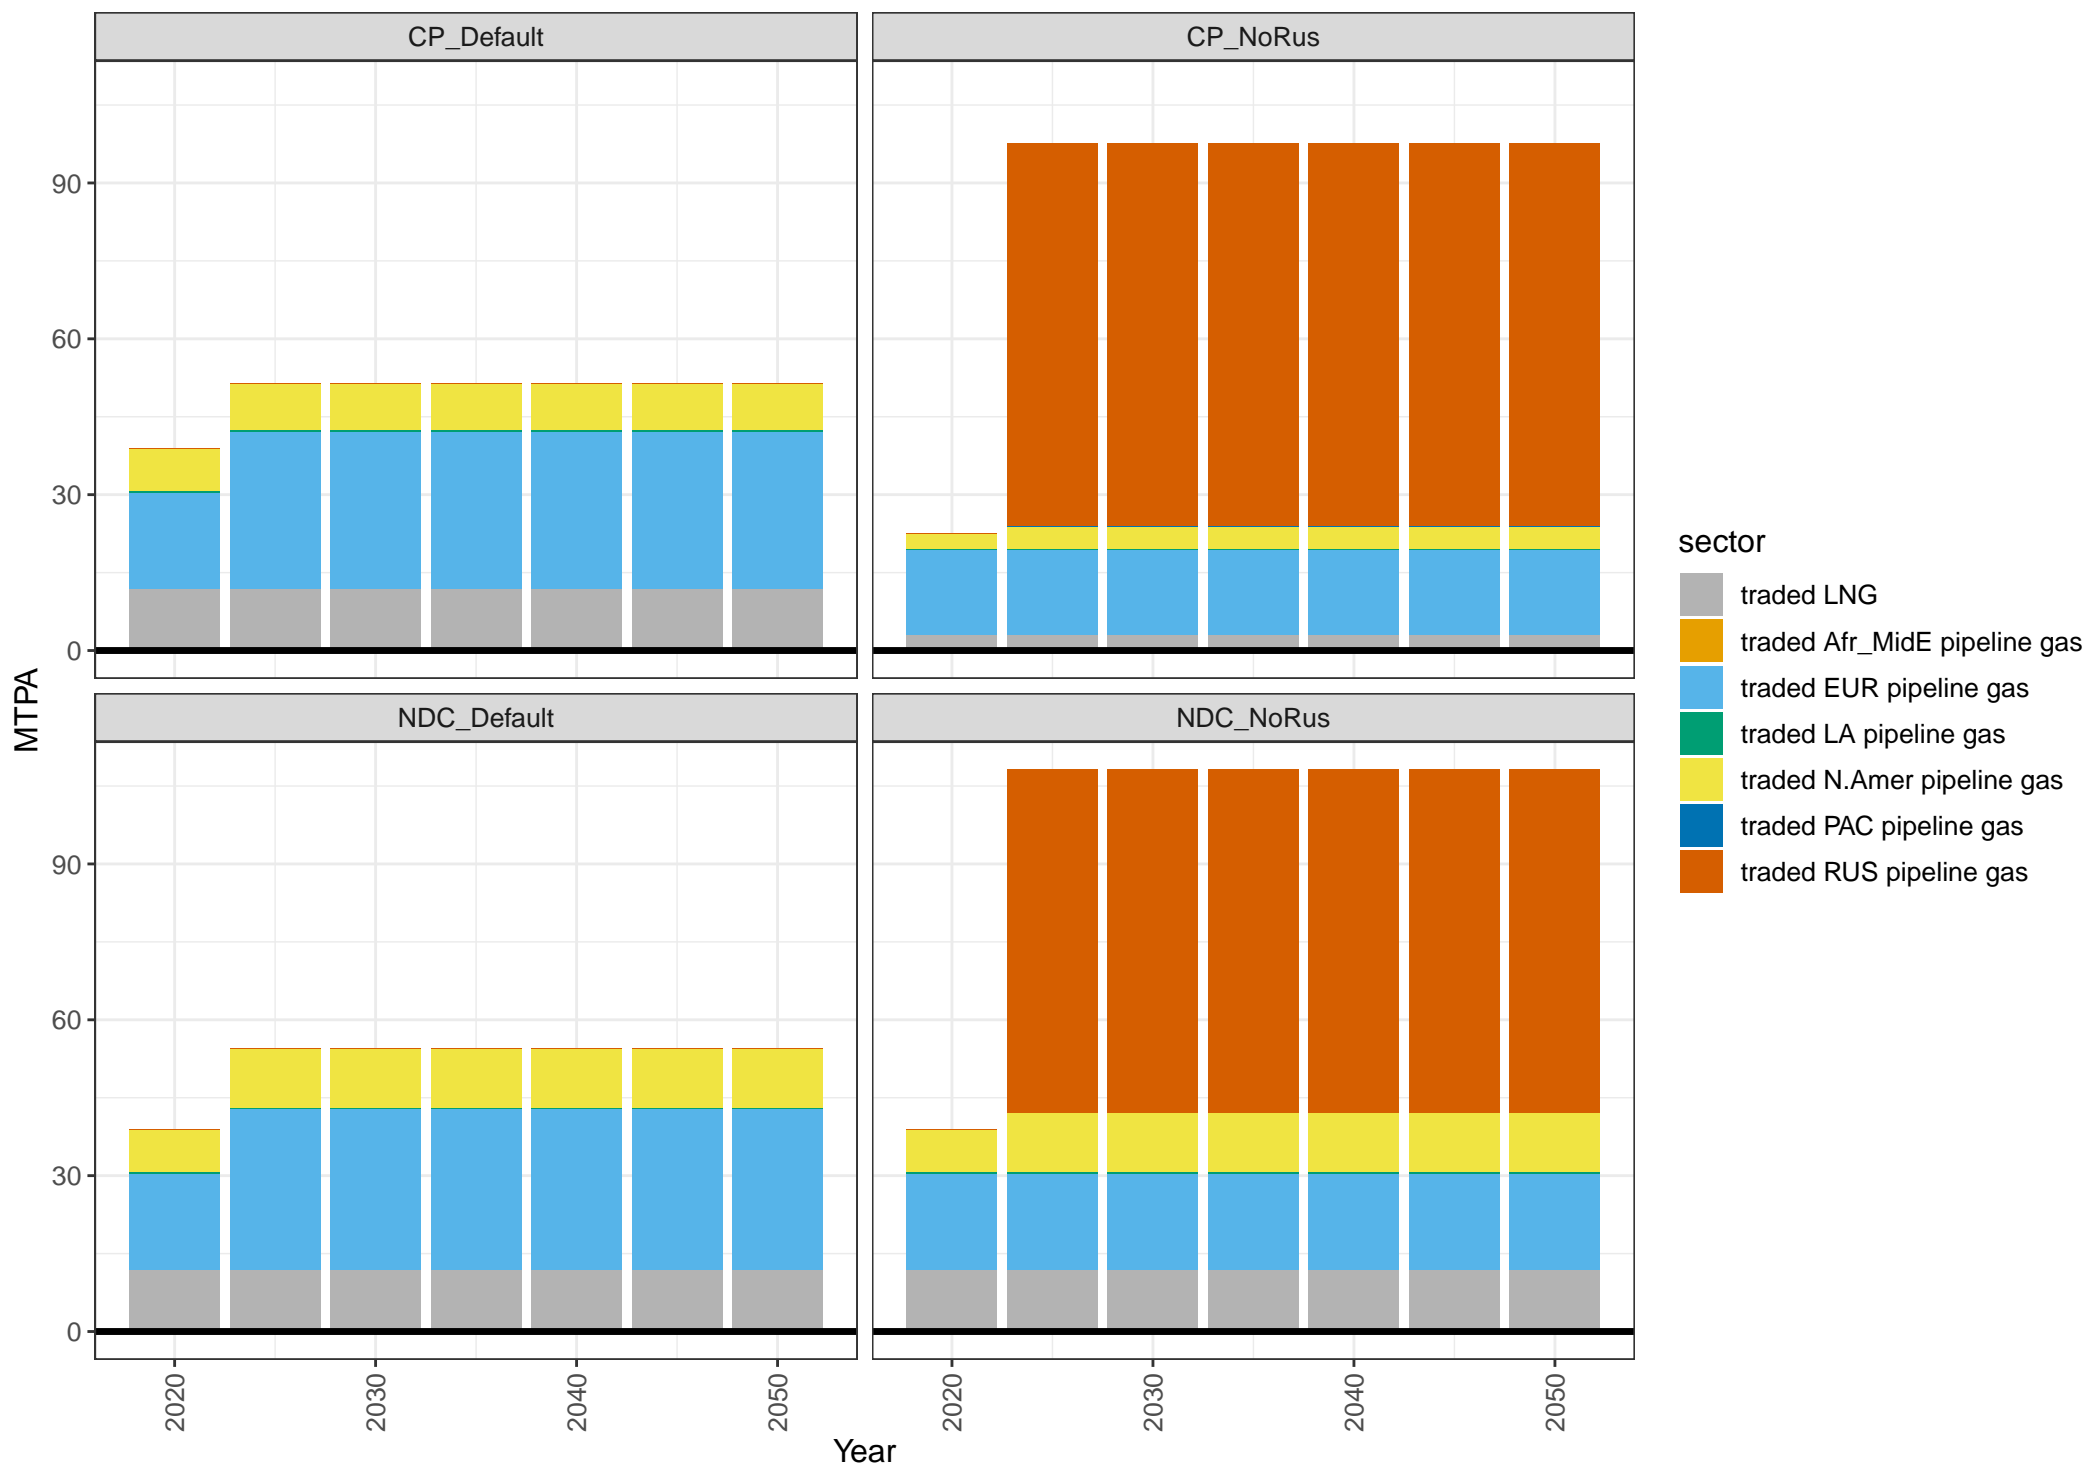 CP_Default
CP_NoRus
90
60
30
0
NDC_Default
NDC_NoRus
90
60
30
0
MTPA
2020
2030
2040
2050
2020
2030
2040
2050
Year
sector
traded LNG
traded Afr_MidE pipeline gas
traded EUR pipeline gas
traded LA pipeline gas
traded N.Amer pipeline gas
traded PAC pipeline gas
traded RUS pipeline gas